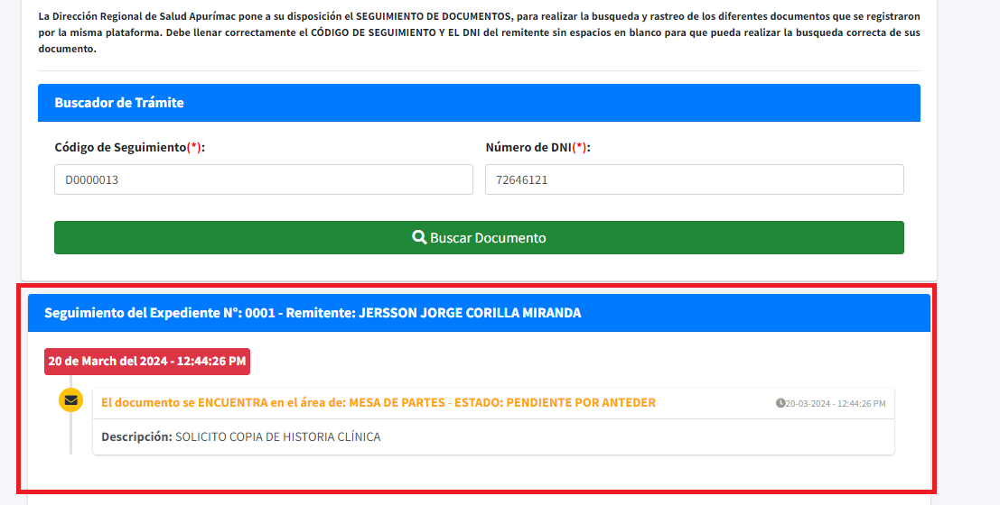 La Dirección Regional de Salud Apurímac pone a su disposición el SEGUIMIENTO DE DOCUMENTOS, para realizar la busqueda y rastreo de los diferentes documentos que se registraron
por la misma plataforma. Debe llenar correctamente el CÓDIGO DE SEGUIMIENTO Y EL DNI del remitente sin espacios en blanco para que pueda realizar la busqueda correcta de sus
documento.
Buscador de Trámite
Código de Seguimiento(*):
Número de DNI(*):
D0000013
72646121
Buscar Documento
Seguimiento del Expediente N°: 0001 - Remitente: JERSSON JORGE CORILLA MIRANDA
20 de March del 2024 - 12:44:26 PM
El documento se ENCUENTRA en el área de: MESA DE PARTES - ESTADO: PENDIENTE POR ANTEDER
20-03-2024 - 12:44:26 PM
Descripción: SOLICITO COPIA DE HISTORIA CLÍNICA